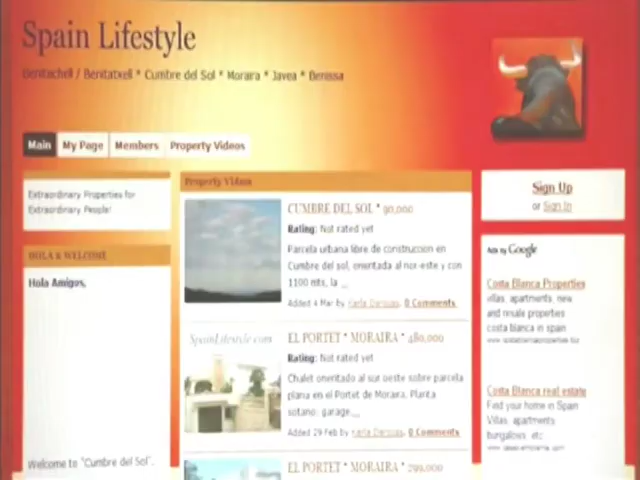 Spain Lifestyle
Benitachell / Benitatxell * Cumbre del Sol * Moraira * Javea * Benissa
Main
My Page
Members
Property Videos
Extraordinary Properties for
Extraordinary People!
HOLA & WELCOME
Hola Amigos,
Welcome to "Cumbre del Sol".
Property Videos
CUMBRE DEL SOL * 90,000
Rating: Not rated yet
Parcela urbana libre de construccion en
Cumbre del sol, orientada al nor-este y con
1100 mts, la ...
Added 4 Mar by 0 Comments
SpainLifestyle.com
EL PORTET * MORAIRA * 480,000
Rating: Not rated yet
Chalet orientado al sur oeste sobre parcela
plana en el Portet de Moraira, Planta
sotano: garage,...
Added 29 Feb by 0 Comments
EL PORTET * MORAIRA * 299,000
Sign Up
or Sign In
Ads by Google
Costa Blanca Properties
villas, apartments, new
and resale properties
costa blanca in spain
Costa Blanca real estate
Find your home in Spain
Villas, apartments
bungalows, etc